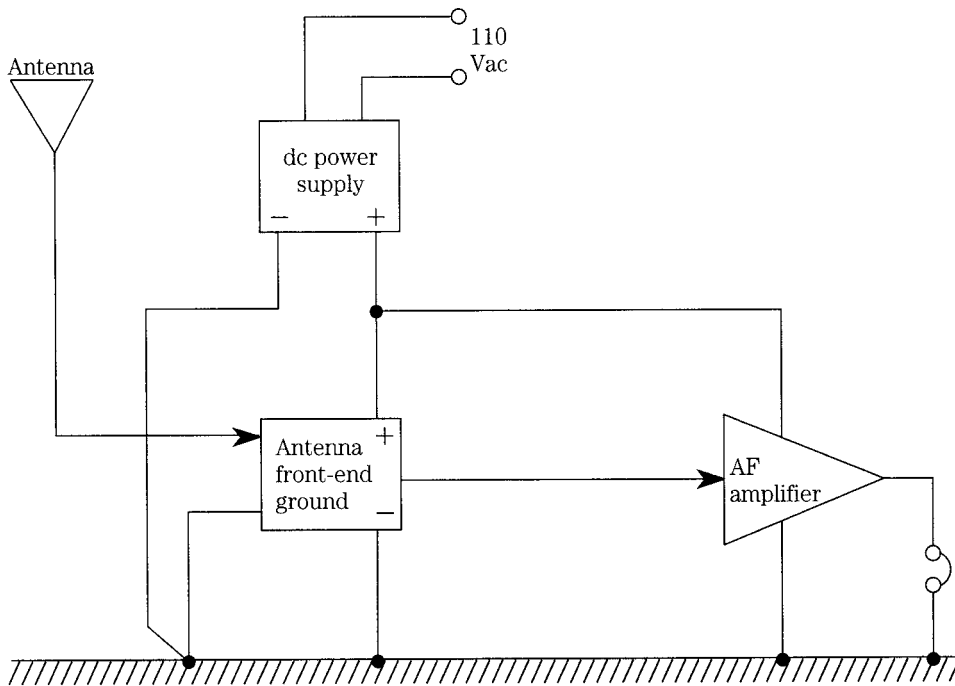 110
Vac
Antenna
dc power
supply
− +
+
Antenna
front-end
ground
−
AF
amplifier